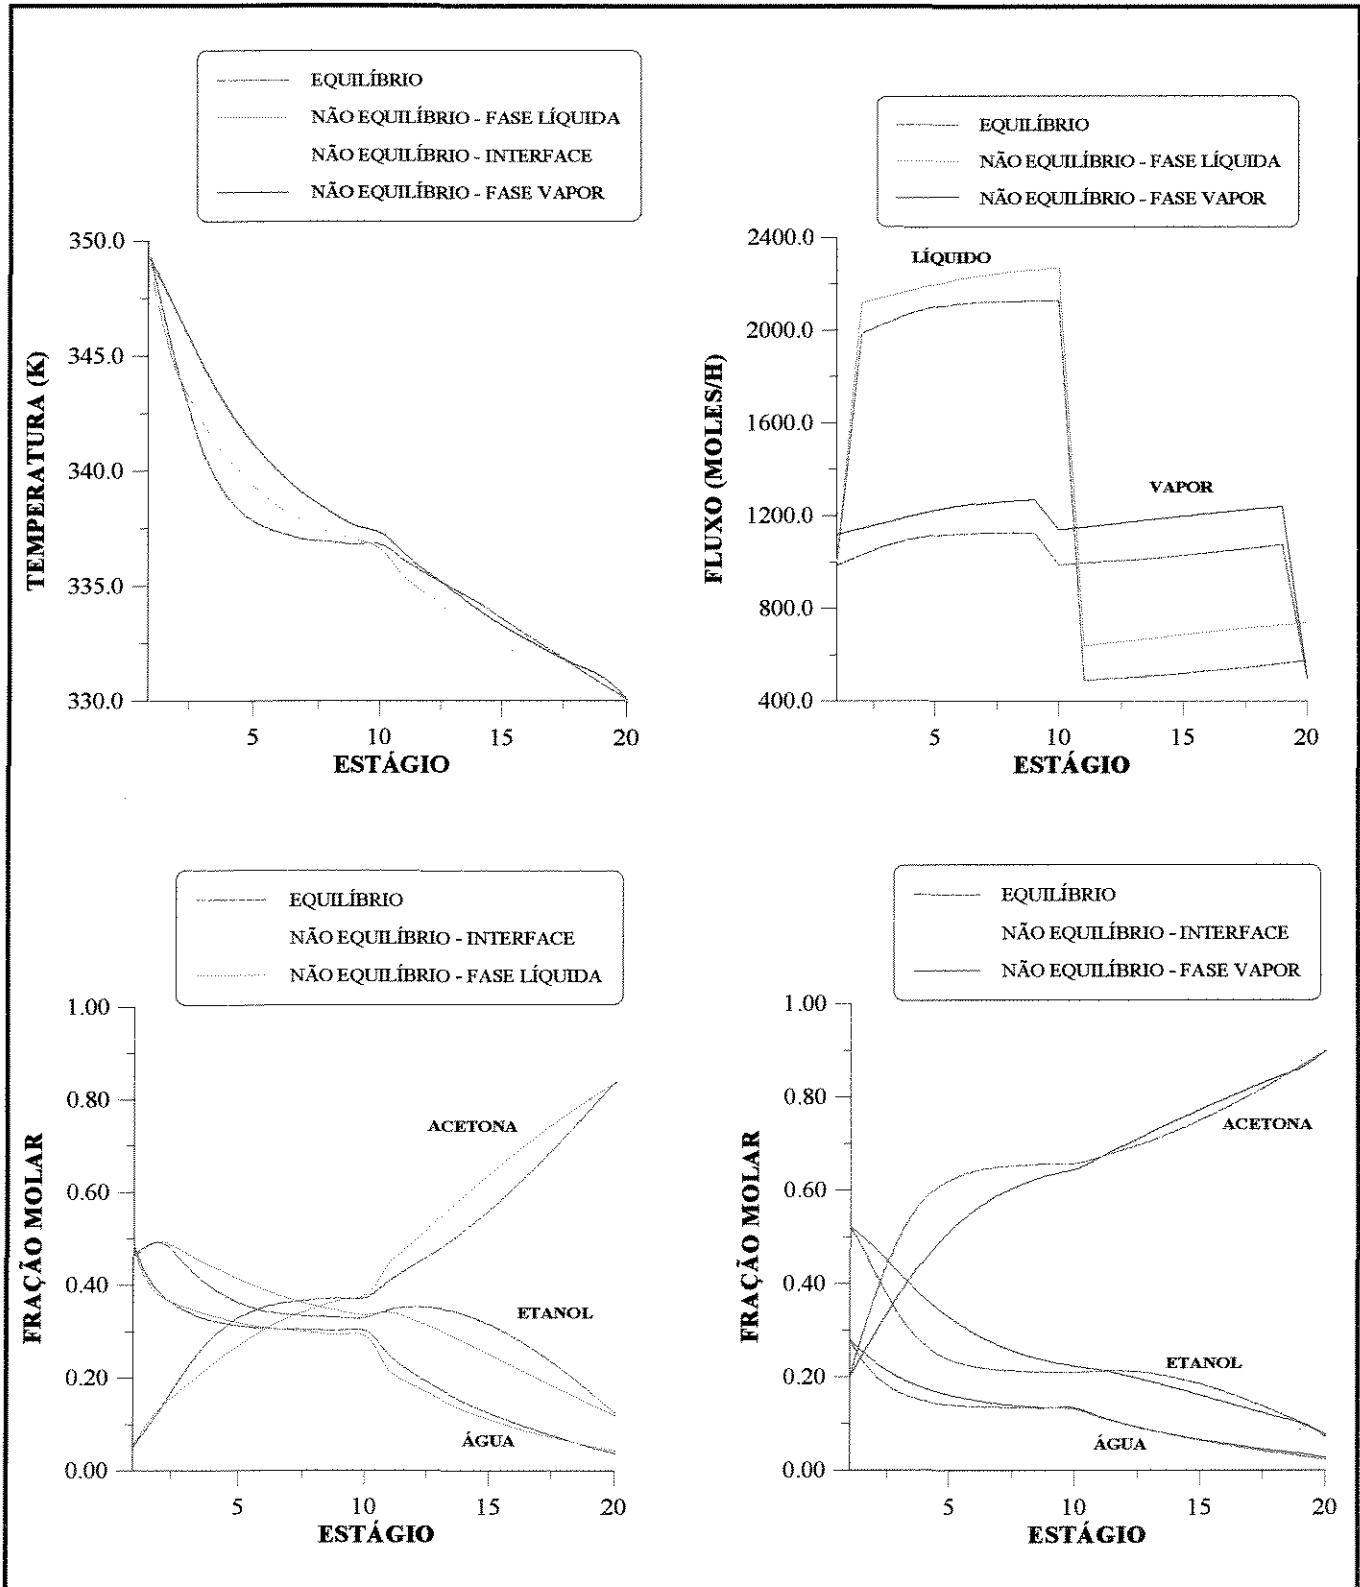 EQUILÍBRIO
NÃO EQUILÍBRIO - FASE LÍQUIDA
NÃO EQUILÍBRIO - INTERFACE
NÃO EQUILÍBRIO - FASE VAPOR
350.0
345.0
340.0
335.0
330.0
TEMPERATURA (K)
5
10
15
20
ESTÁGIO
EQUILÍBRIO
NÃO EQUILÍBRIO - FASE LÍQUIDA
NÃO EQUILÍBRIO - FASE VAPOR
2400.0
2000.0
1600.0
1200.0
800.0
400.0
FLUXO (MOLES/H)
LÍQUIDO
VAPOR
5
10
15
20
ESTÁGIO
EQUILÍBRIO
NÃO EQUILÍBRIO - INTERFACE
NÃO EQUILÍBRIO - FASE LÍQUIDA
1.00
0.80
0.60
0.40
0.20
0.00
FRAÇÃO MOLAR
ACETONA
ETANOL
ÁGUA
5
10
15
20
ESTÁGIO
EQUILÍBRIO
NÃO EQUILÍBRIO - INTERFACE
NÃO EQUILÍBRIO - FASE VAPOR
1.00
0.80
0.60
0.40
0.20
0.00
FRAÇÃO MOLAR
ACETONA
ETANOL
ÁGUA
5
10
15
20
ESTÁGIO